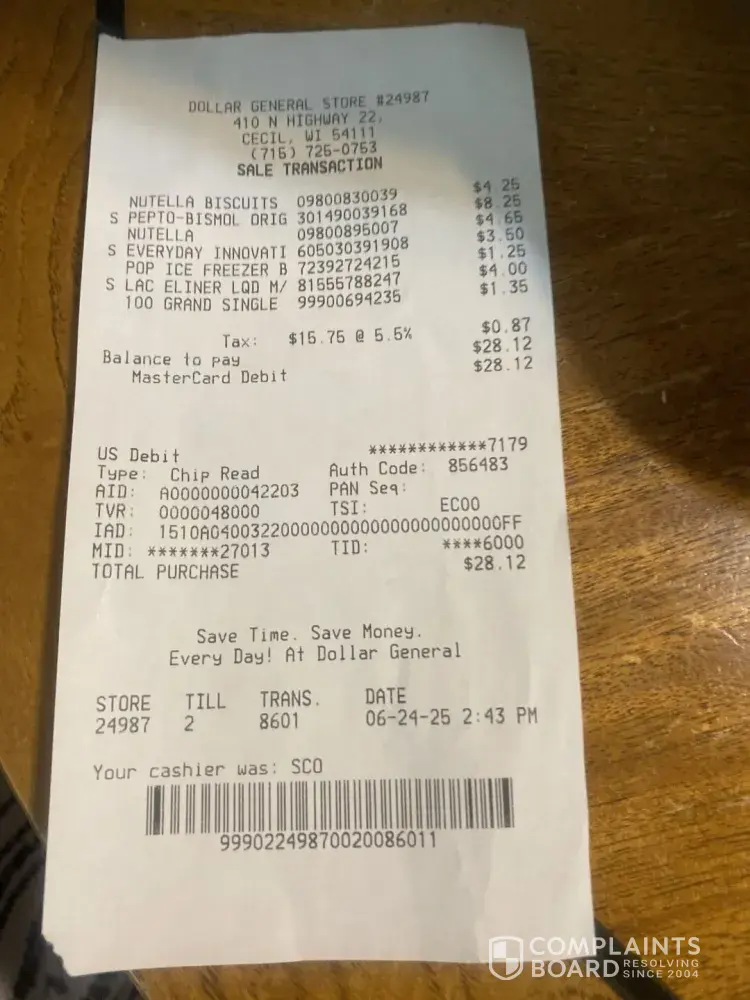 DOLLAR GENERAL STORE #24987
410 N HIGHWAY 22,
CECIL, WI 54111
(715) 725-0753
SALE TRANSACTION
NUTELLA BISCUITS 09800830039 $4.25
S PEPTO-BISMOL ORIG 301490039168 $8.25
NUTELLA 09800895007 $4.65
S EVERYDAY INNOVATI 605030391908 $3.50
POP ICE FREEZER B 72392724215 $1.25
S LAC ELINER LQD M/ 81555788247 $4.00
100 GRAND SINGLE 99900694235 $1.35
Tax: $15.75 @ 5.5% $0.87
Balance to pay $28.12
MasterCard Debit $28.12
US Debit ************7179
Type: Chip Read Auth Code: 856483
AID: A0000000042203 PAN Seq:
TVR: 0000048000 TSI: EC00
IAD: 1510A04003220000000000000000000000FF
MID: *******27013 TID: ****6000
TOTAL PURCHASE $28.12
Save Time. Save Money.
Every Day! At Dollar General
STORE TILL TRANS. DATE
24987 2 8601 06-24-25 2:43 PM
Your cashier was: SCO
99902249870020086011
COMPLAINTS
BOARD RESOLVING
SINCE 2004